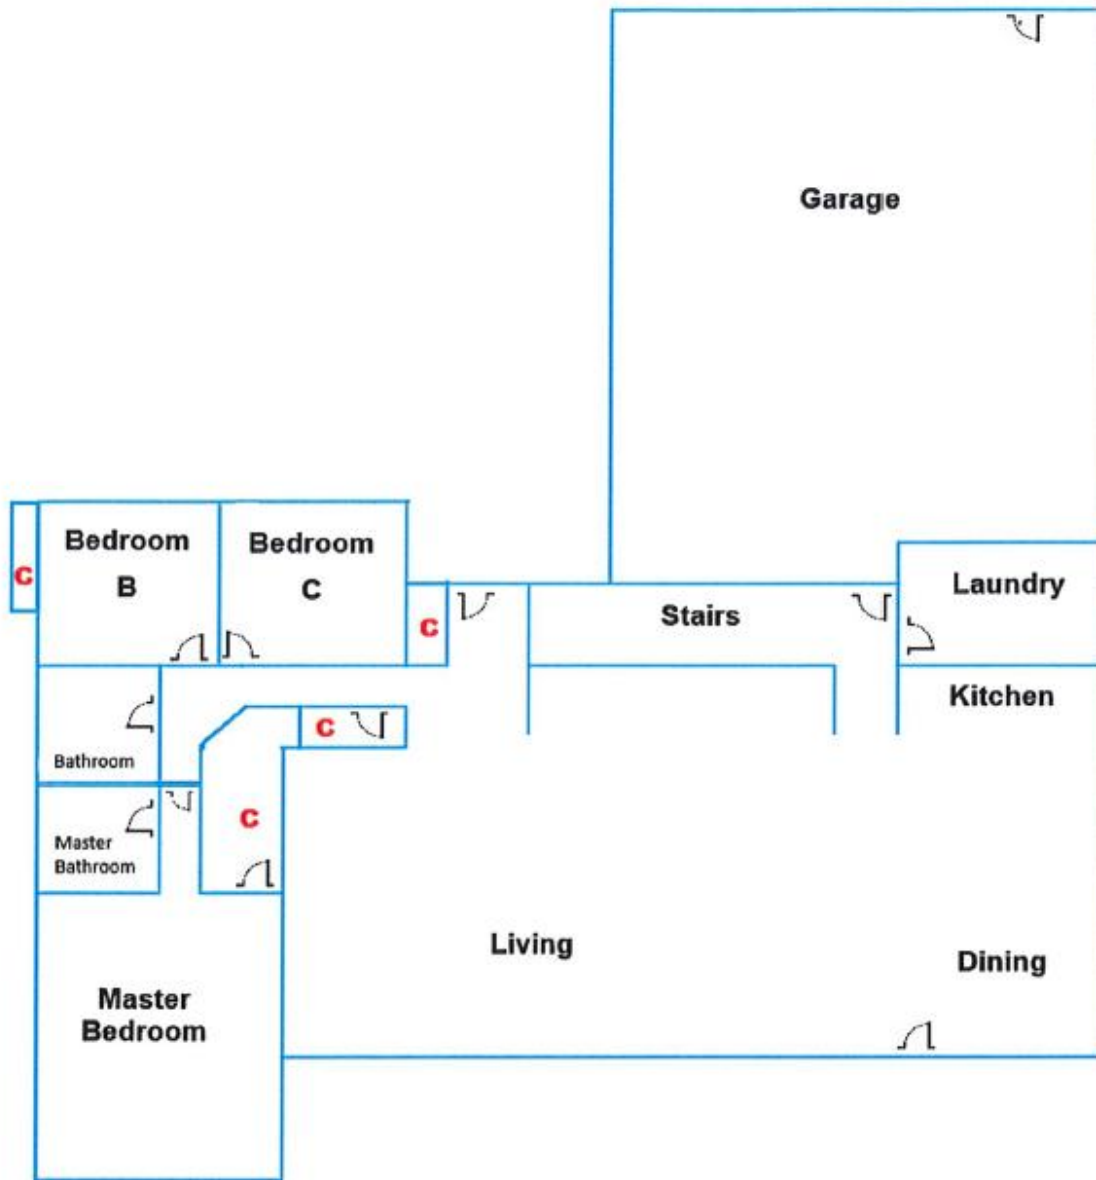 Garage
Bedroom
B
Bedroom
C
C
C
Stairs
Laundry
Kitchen
C
Bathroom
C
Master
Bathroom
Living
Dining
Master
Bedroom